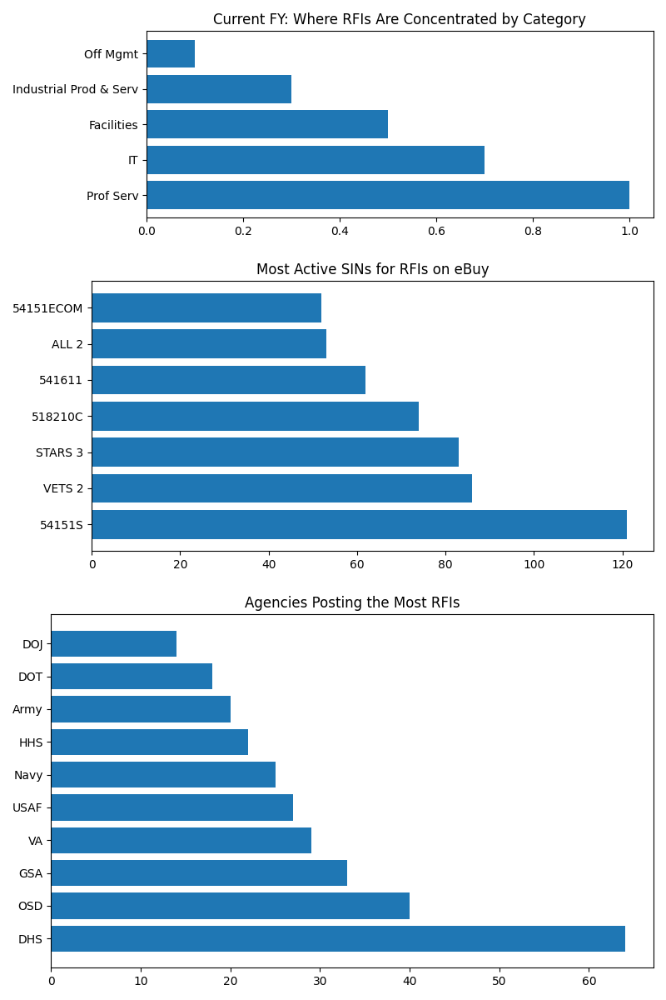 Current FY: Where RFIs Are Concentrated by Category
Off Mgmt
Industrial Prod & Serv
Facilities
IT
Prof Serv
0.0 0.2 0.4 0.6 0.8 1.0
Most Active SINs for RFIs on eBuy
54151ECOM
ALL 2
541611
518210C
STARS 3
VETS 2
54151S
0 20 40 60 80 100 120
Agencies Posting the Most RFIs
DOJ
DOT
Army
HHS
Navy
USAF
VA
GSA
OSD
DHS
0 10 20 30 40 50 60